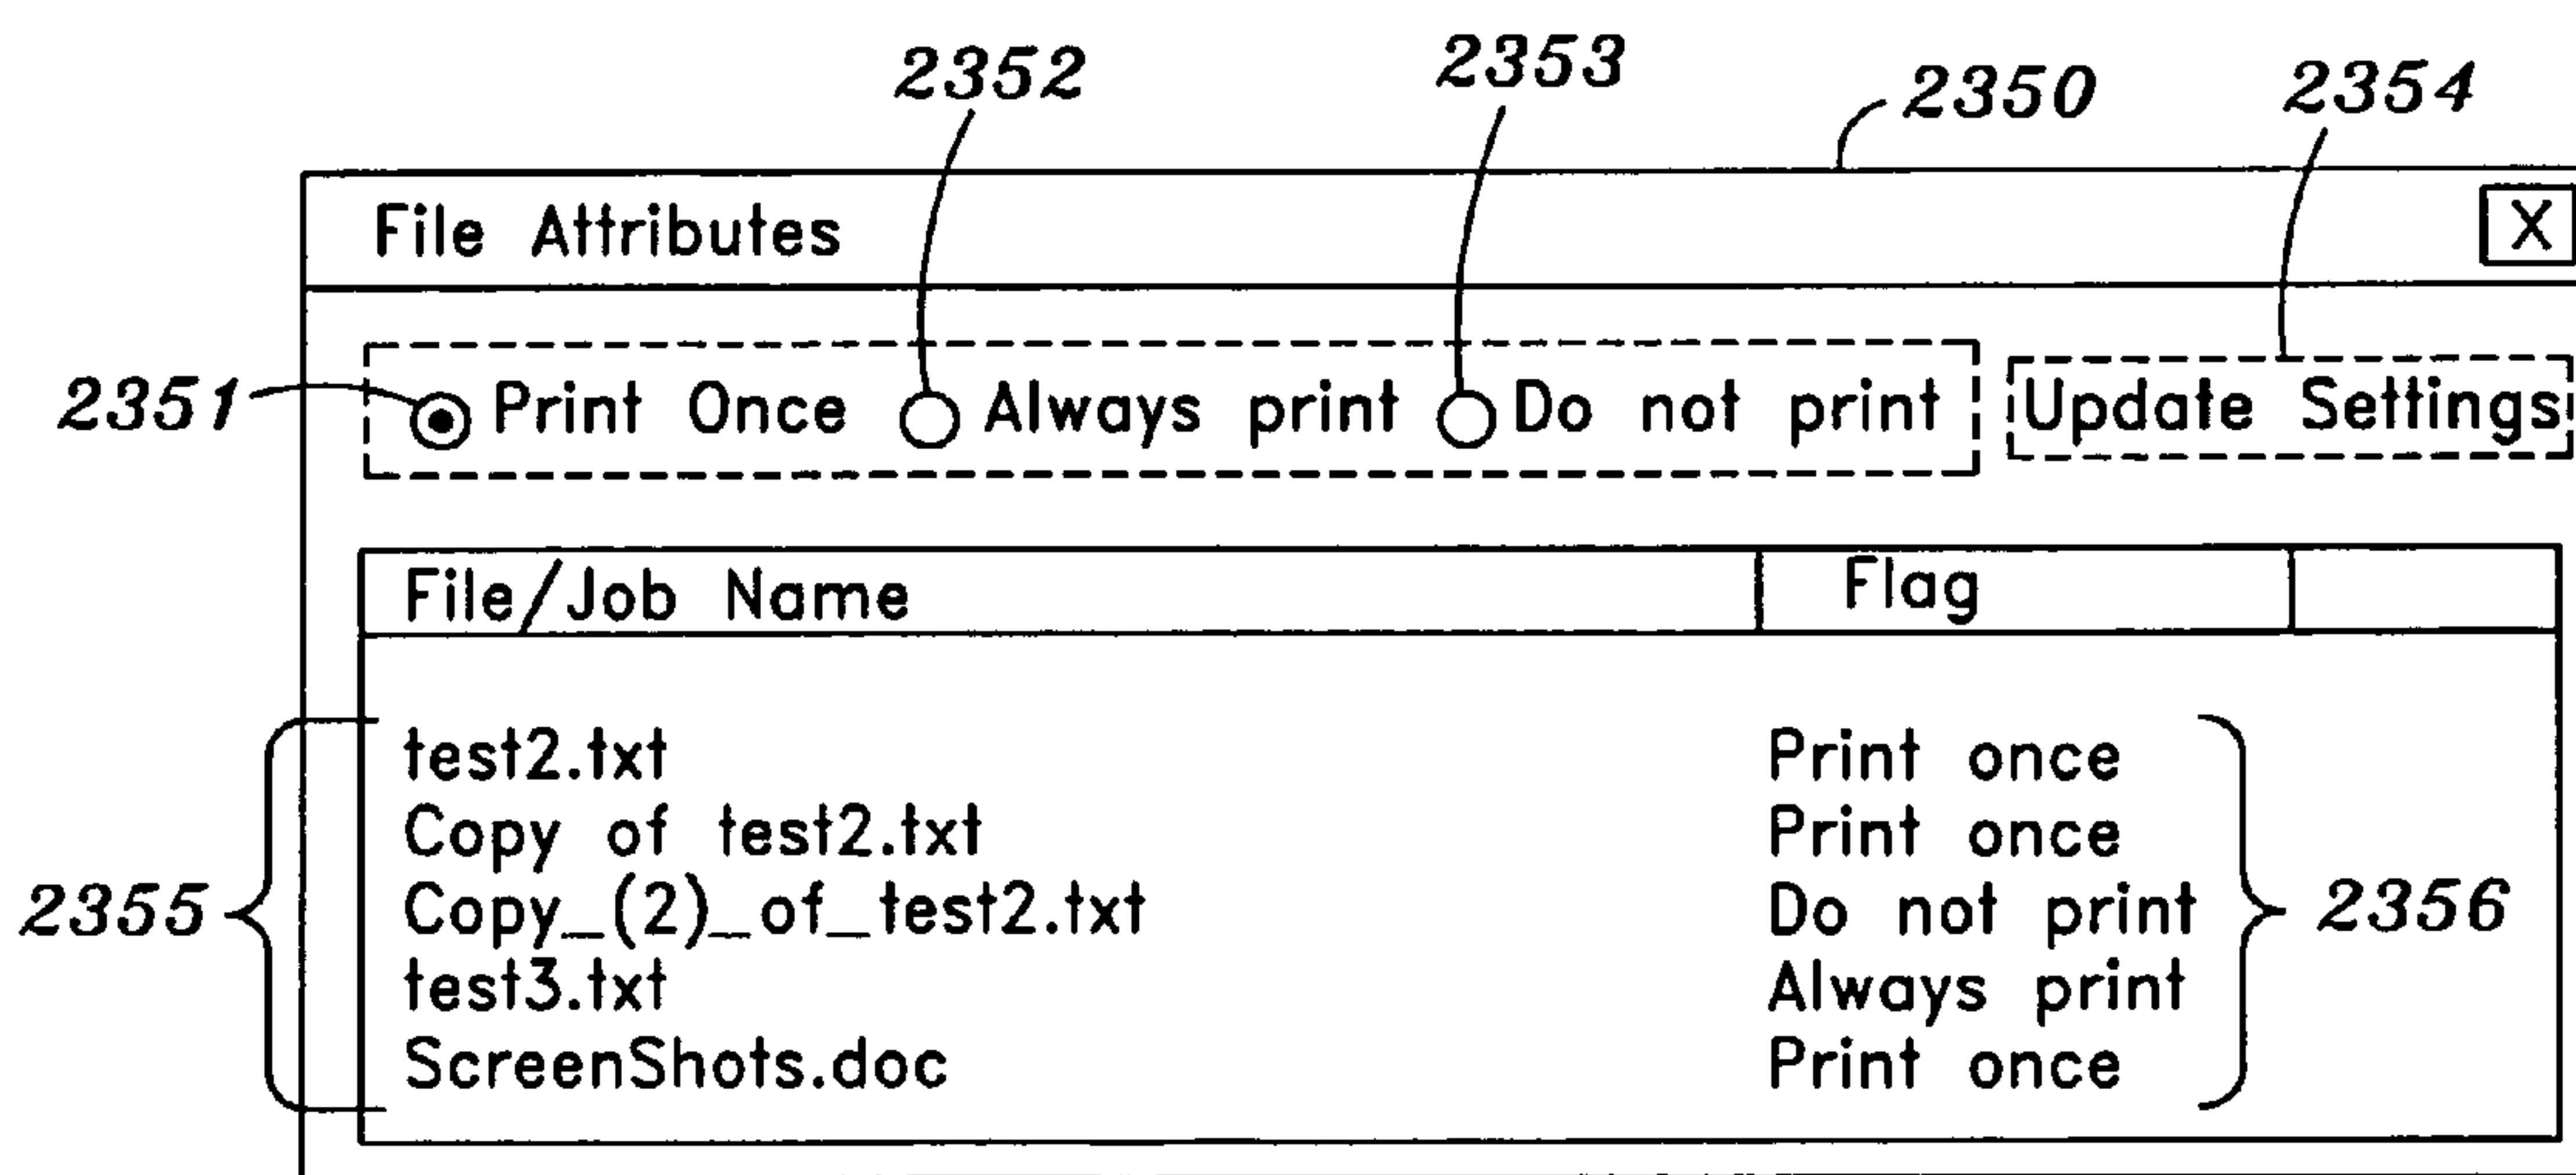 2352 2353 2350 2354
File Attributes X
2351 Print Once Always print Do not print Update Settings
File/Job Name Flag
test2.txt Print once
Copy of test2.txt Print once
2355 Copy_(2)_of_test2.txt Do not print 2356
test3.txt Always print
ScreenShots.doc Print once